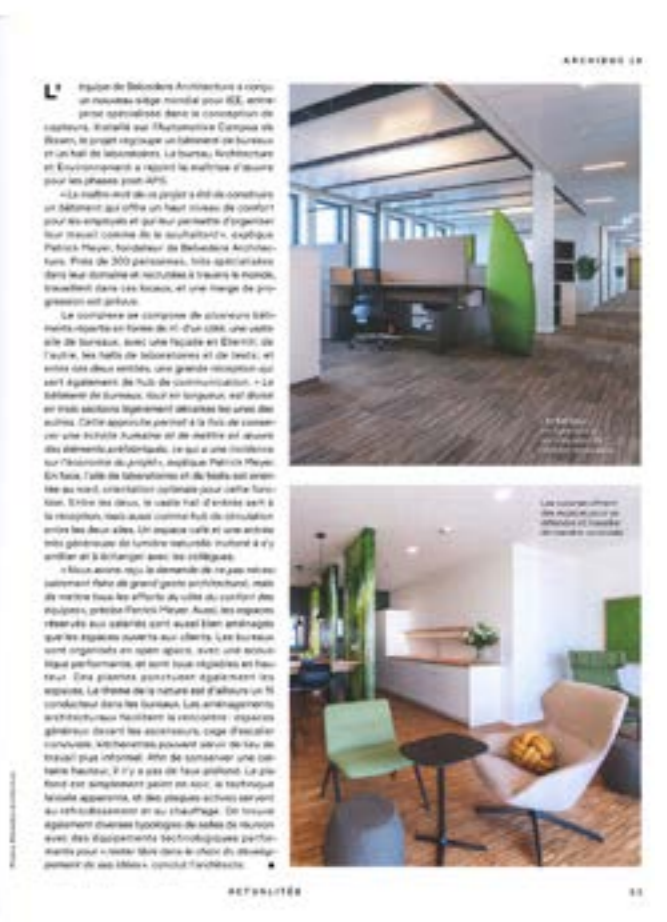 ARCHIDUC 19
L'équipe de Belvedere Architecture a conçu
un nouveau siège mondial pour IEE, entre-
prise spécialisée dans la conception de
capteurs. Installé sur l'Automotive Campus de
Bissen, le projet regroupe un bâtiment de bureaux
et un hall de laboratoires. Le bureau Architecture
et Environnement a rejoint la maîtrise d'œuvre
pour les phases post-APS.
« Le maître-mot de ce projet a été de construire
un bâtiment qui offre un haut niveau de confort
pour les employés et qui leur permette d'organiser
leur travail comme ils le souhaitent », explique
Patrick Meyer, fondateur de Belvedere Architec-
ture. Près de 300 personnes, très spécialisées
dans leur domaine et recrutées à travers le monde,
travaillent dans ces locaux, et une marge de pro-
gression est prévue.
Le complexe se compose de plusieurs bâti-
ments répartis en forme de H: d'un côté, une vaste
aile de bureaux, avec une façade en Eternit; de
l'autre, les halls de laboratoires et de tests; et
entre ces deux entités, une grande réception qui
sert également de hub de communication. « Le
bâtiment de bureaux, tout en longueur, est divisé
en trois sections légèrement décalées les unes des
autres. Cette approche permet à la fois de conser-
ver une échelle humaine et de mettre en œuvre
des éléments préfabriqués, ce qui a une incidence
sur l'économie du projet », explique Patrick Meyer.
En face, l'aile de laboratoires et de tests est orien-
tée au nord, orientation optimale pour cette fonc-
tion. Entre les deux, le vaste hall d'entrée sert à
la réception, mais aussi comme hub de circulation
entre les deux ailes. Un espace café et une entrée
très généreuse de lumière naturelle invitent à s'y
arrêter et à échanger avec les collègues.
« Nous avons reçu la demande de ne pas néces-
sairement faire de grand geste architectural, mais
de mettre tous les efforts du côté du confort des
équipes », précise Patrick Meyer. Aussi, les espaces
réservés aux salariés sont aussi bien aménagés
que les espaces ouverts aux clients. Les bureaux
sont organisés en open space, avec une acous-
tique performante, et sont tous réglables en hau-
teur. Des plantes ponctuent également les
espaces. Le thème de la nature est d'ailleurs un fil
conducteur dans les bureaux. Les aménagements
architecturaux facilitent la rencontre: espaces
généreux devant les ascenseurs, cage d'escalier
conviviale, kitchenettes pouvant servir de lieu de
travail plus informel. Afin de conserver une cer-
taine hauteur, il n'y a pas de faux plafond. Le pla-
fond est simplement peint en noir, la technique
laissée apparente, et des plaques actives servent
au refroidissement et au chauffage. On trouve
également diverses typologies de salles de réunion
avec des équipements technologiques perfor-
mants pour « rester libre dans le choix du dévelop-
pement de ses idées », conclut l'architecte.
Les cuisines offrent
des espaces pour se
détendre et travailler
de manière conviviale.
ACTUALITÉS